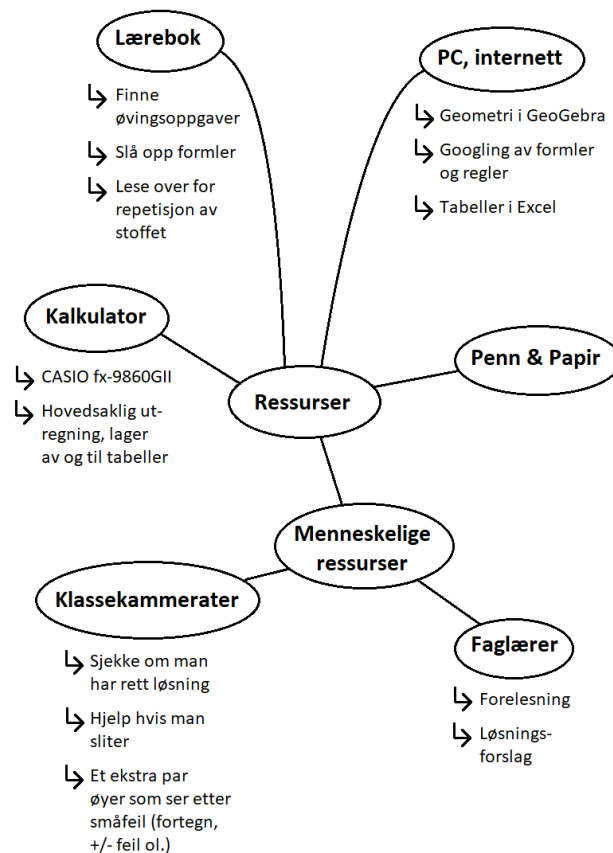 Lærebok
Finne
øvingsoppgaver
Slå opp formler
Lese over for
repetisjon av
stoffet
PC, internett
Geometri i GeoGebra
Googling av formler
og regler
Tabeller i Excel
Kalkulator
CASIO fx-9860GII
Hovedsaklig ut-
regning, lager
av og til tabeller
Ressurser
Penn & Papir
Menneskelige
ressurser
Klassekammerater
Sjekke om man
har rett løsning
Hjelp hvis man
sliter
Et ekstra par
øyer som ser etter
småfeil (fortegn,
+/- feil ol.)
Faglærer
Forelesning
Løsnings-
forslag